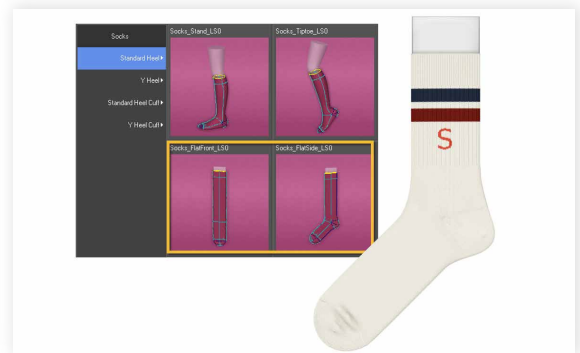 Socks
Standard Heel
Y Heel
Standard Heel Cuff
Y Heel Cuff
Socks_Stand_LS0
Socks_Tiptoe_LS0
Socks_FlatFront_LS0
Socks_FlatSide_LS0
S